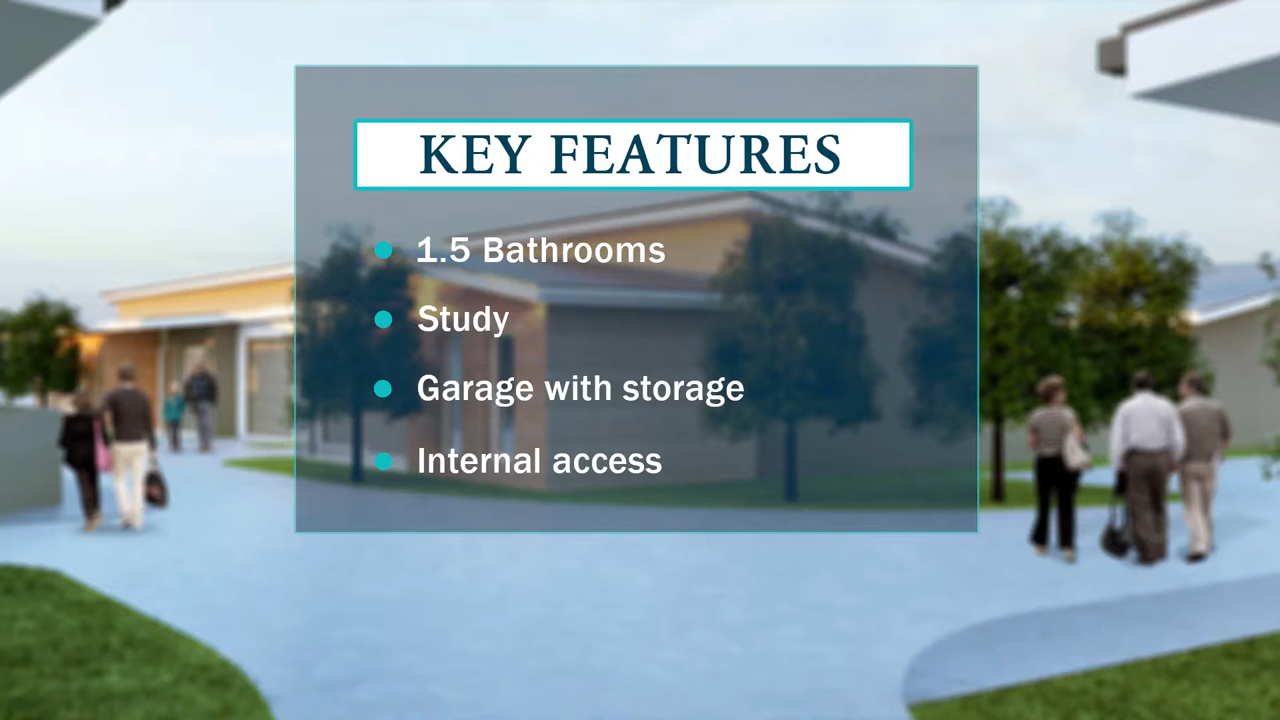 KEY FEATURES
1.5 Bathrooms
Study
Garage with storage
Internal access